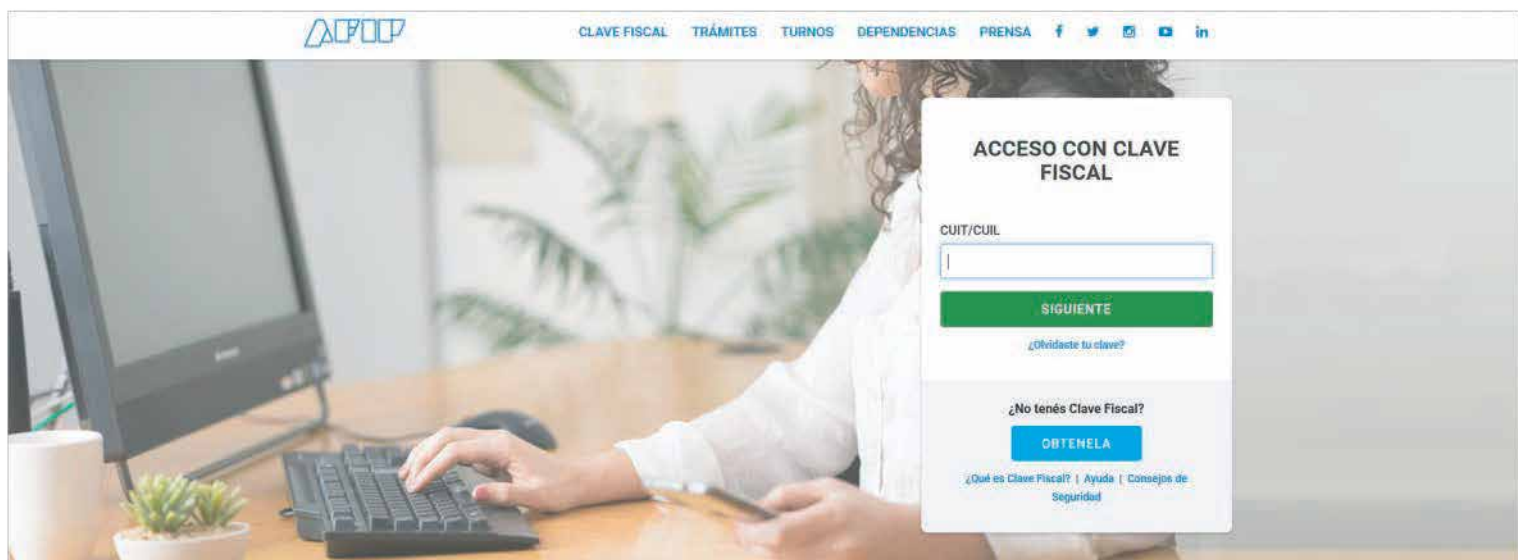 AFIP
CLAVE FISCAL TRÁMITES TURNOS DEPENDENCIAS PRENSA
ACCESO CON CLAVE
FISCAL
CUIT/CUIL
SIGUIENTE
¿Olvidaste tu clave?
¿No tenés Clave Fiscal?
OBTENELA
¿Qué es Clave Fiscal? | Ayuda | Consejos de
Seguridad